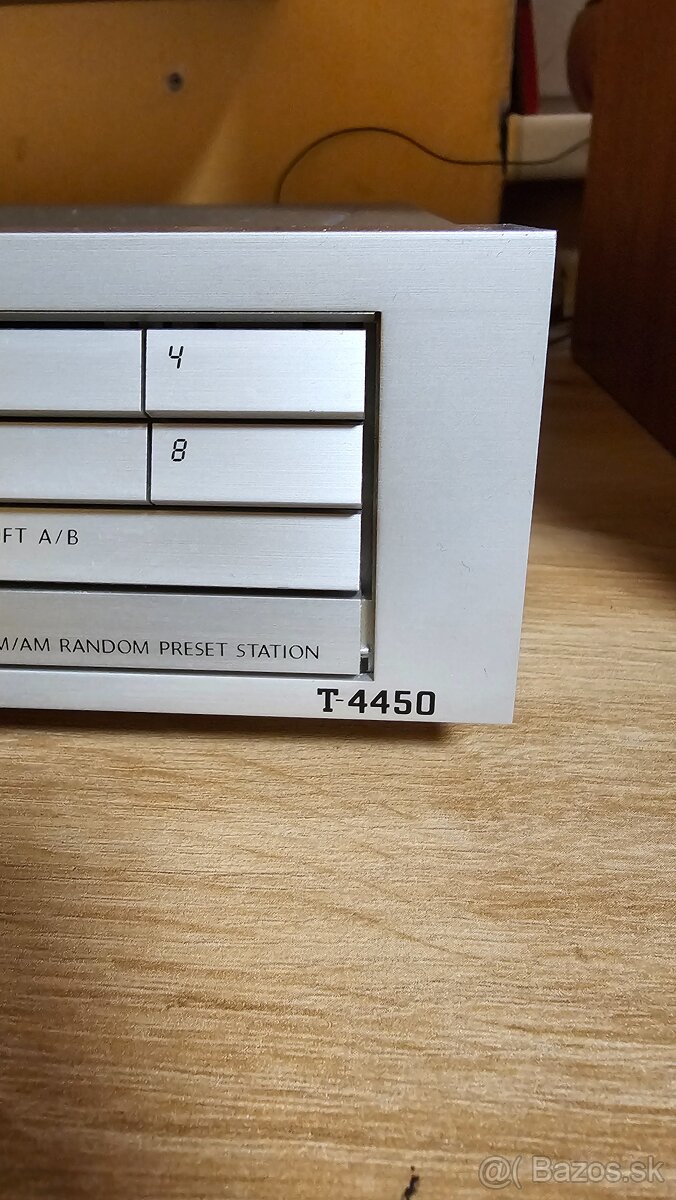 4
8
FT A/B
M/AM RANDOM PRESET STATION
T-4450
@( Bazos.sk